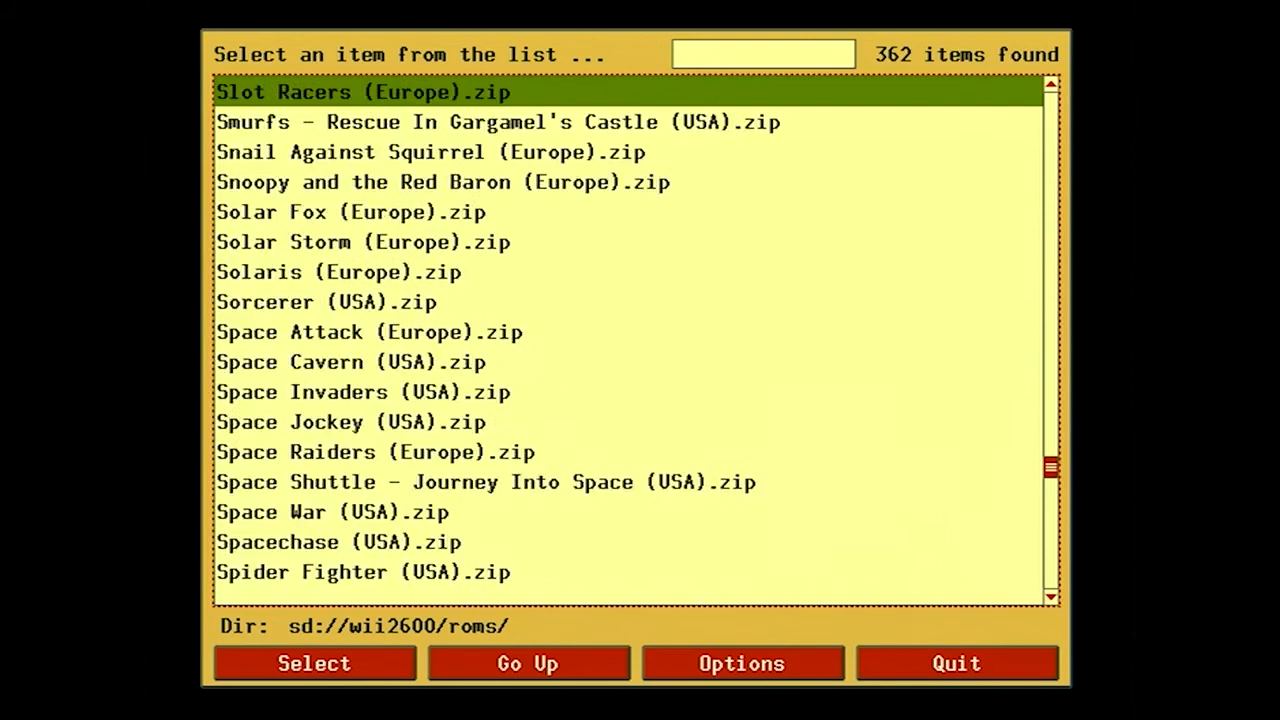 Select an item from the list ... 362 items found
Slot Racers (Europe).zip
Smurfs - Rescue In Gargamel's Castle (USA).zip
Snail Against Squirrel (Europe).zip
Snoopy and the Red Baron (Europe).zip
Solar Fox (Europe).zip
Solar Storm (Europe).zip
Solaris (Europe).zip
Sorcerer (USA).zip
Space Attack (Europe).zip
Space Cavern (USA).zip
Space Invaders (USA).zip
Space Jockey (USA).zip
Space Raiders (Europe).zip
Space Shuttle - Journey Into Space (USA).zip
Space War (USA).zip
Spacechase (USA).zip
Spider Fighter (USA).zip
Dir: sd://wii2600/roms/
Select Go Up Options Quit